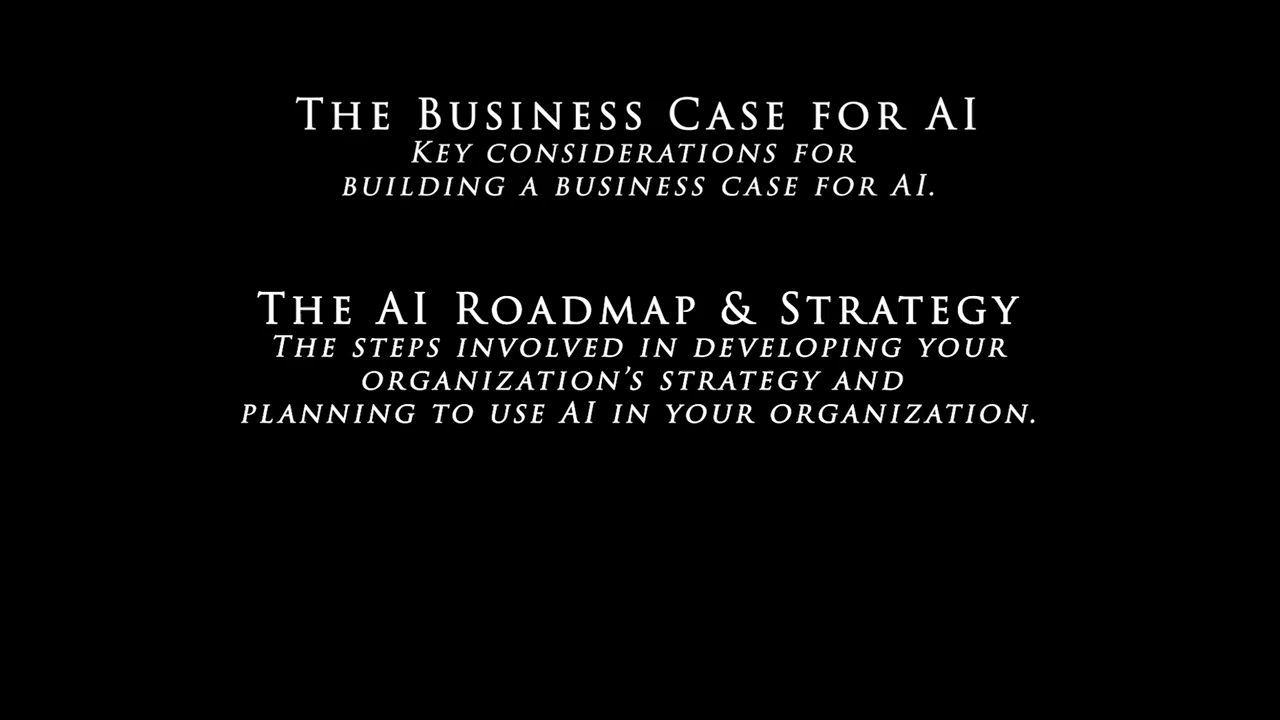 The Business Case for AI
Key considerations for
building a business case for AI.
The AI Roadmap & Strategy
The steps involved in developing your
organization’s strategy and
planning to use AI in your organization.